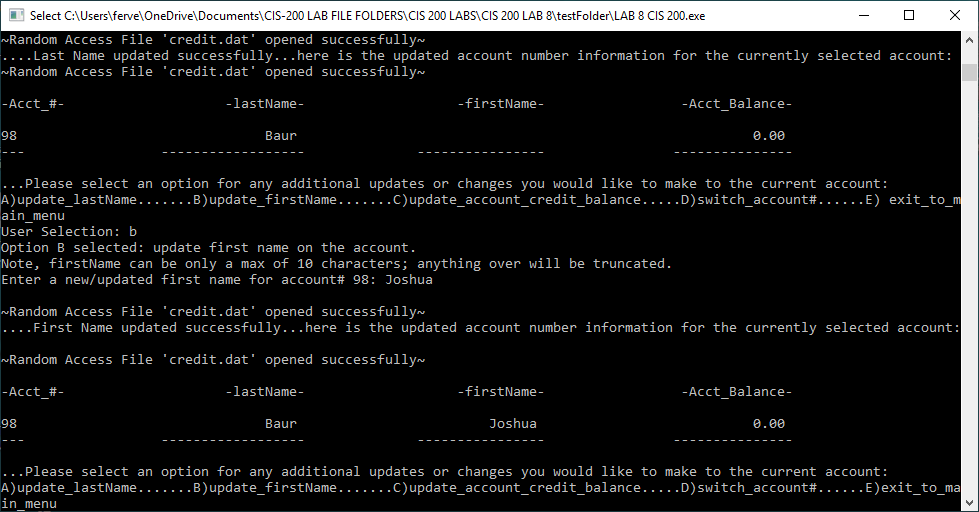 Select C:\Users\ferve\OneDrive\Documents\CIS-200 LAB FILE FOLDERS\CIS 200 LABS\CIS 200 LAB 8\testFolder\LAB 8 CIS 200.exe
~Random Access File 'credit.dat' opened successfully~
....Last Name updated successfully...here is the updated account number information for the currently selected account:
~Random Access File 'credit.dat' opened successfully~
-Acct_#- -lastName- -firstName- -Acct_Balance-
98 Baur 0.00
--- ------------------ ---------------- ---------------
...Please select an option for any additional updates or changes you would like to make to the current account:
A)update_lastName.......B)update_firstName.......C)update_account_credit_balance.....D)switch_account#......E) exit_to_m
ain_menu
User Selection: b
Option B selected: update first name on the account.
Note, firstName can be only a max of 10 characters; anything over will be truncated.
Enter a new/updated first name for account# 98: Joshua
~Random Access File 'credit.dat' opened successfully~
....First Name updated successfully...here is the updated account number information for the currently selected account:
~Random Access File 'credit.dat' opened successfully~
-Acct_#- -lastName- -firstName- -Acct_Balance-
98 Baur Joshua 0.00
--- ------------------ ---------------- ---------------
...Please select an option for any additional updates or changes you would like to make to the current account:
A)update_lastName.......B)update_firstName.......C)update_account_credit_balance.....D)switch_account#......E)exit_to_ma
in_menu